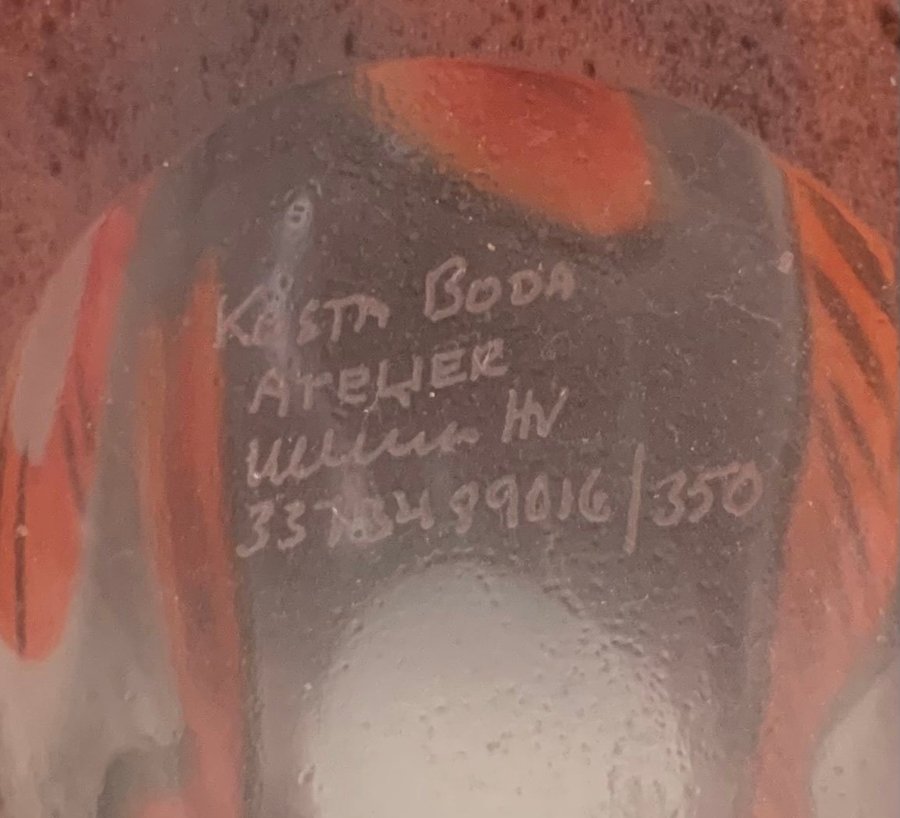 KOSTA BODA
ATELIER
HV
89016/350